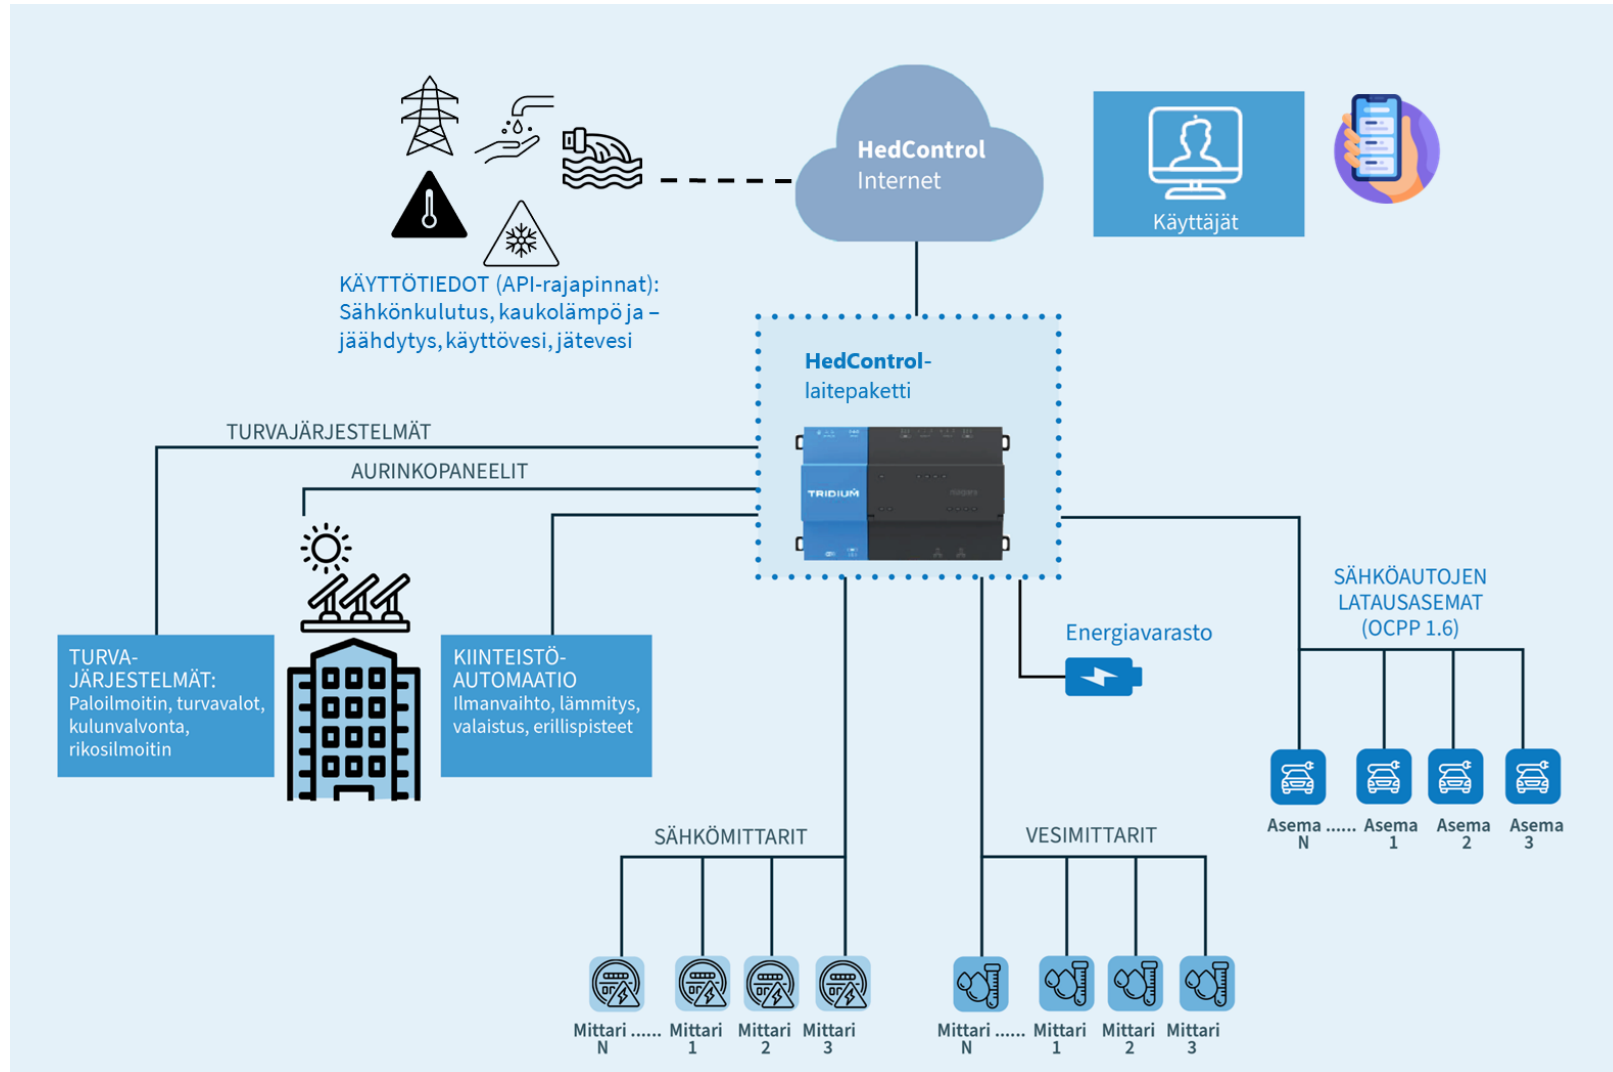 HedControl
Internet
Käyttäjät
KÄYTTÖTIEDOT (API-rajapinnat):
Sähkönkulutus, kaukolämpö ja –
jäähdytys, käyttövesi, jätevesi
HedControl-
laitepaketti
TRIDIUM
TURVAJÄRJESTELMÄT
AURINKOPANEELIT
TURVA-
JÄRJESTELMÄT:
Paloilmoitin, turvavalot,
kulunvalvonta,
rikosilmoitin
KIINTEISTÖ-
AUTOMAATIO
Ilmanvaihto, lämmitys,
valaistus, erillispisteet
Energiavarasto
SÄHKÖAUTOJEN
LATAUSASEMAT
(OCPP 1.6)
Asema ...... Asema Asema Asema
N 1 2 3
SÄHKÖMITTARIT
VESIMITTARIT
Mittari ...... Mittari Mittari Mittari
N 1 2 3
Mittari ...... Mittari Mittari Mittari
N 1 2 3